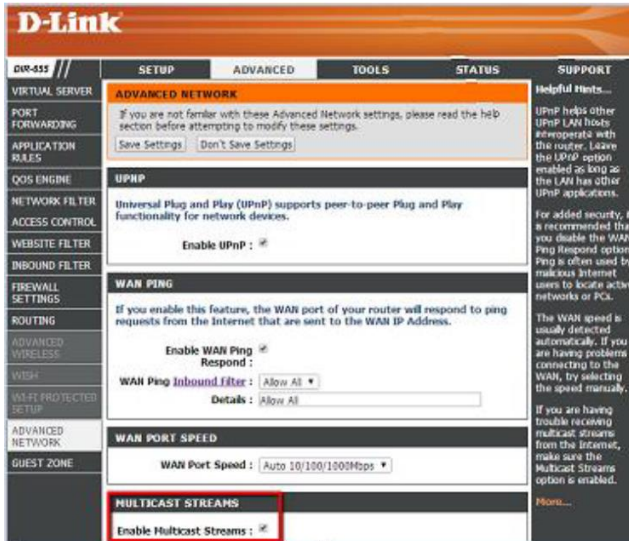 D-Link
DIR-655
SETUP
ADVANCED
TOOLS
STATUS
SUPPORT
VIRTUAL SERVER
PORT
FORWARDING
APPLICATION
RULES
QOS ENGINE
NETWORK FILTER
ACCESS CONTROL
WEBSITE FILTER
INBOUND FILTER
FIREWALL
SETTINGS
ROUTING
ADVANCED
WIRELESS
WISH
WI-FI PROTECTED
SETUP
ADVANCED
NETWORK
GUEST ZONE
ADVANCED NETWORK
If you are not familar with these Advanced Network settings, please read the help
section before attempting to modify these settings.
Save Settings
Don't Save Settings
UPNP
Universal Plug and Play (UPnP) supports peer-to-peer Plug and Play
functionality for network devices.
Enable UPnP :
WAN PING
If you enable this feature, the WAN port of your router will respond to ping
requests from the Internet that are sent to the WAN IP Address.
Enable WAN Ping
Respond :
WAN Ping Inbound Filter : Allow All
Details : Allow All
WAN PORT SPEED
WAN Port Speed : Auto 10/100/1000Mbps
MULTICAST STREAMS
Enable Multicast Streams :
Helpful Hints...
UPnP helps other
UPnP LAN hosts
interoperate with
the router. Leave
the UPnP option
enabled as long as
the LAN has other
UPnP applications.
For added security,
is recommended tha
you disable the WAN
Ping Respond option
Ping is often used by
malicious Internet
users to locate activ
networks or PCs.
The WAN speed is
usually detected
automatically. If you
are having problems
connecting to the
WAN, try selecting
the speed manually.
If you are having
trouble receiving
multicast streams
from the Internet,
make sure the
Multicast Streams
option is enabled.
More...